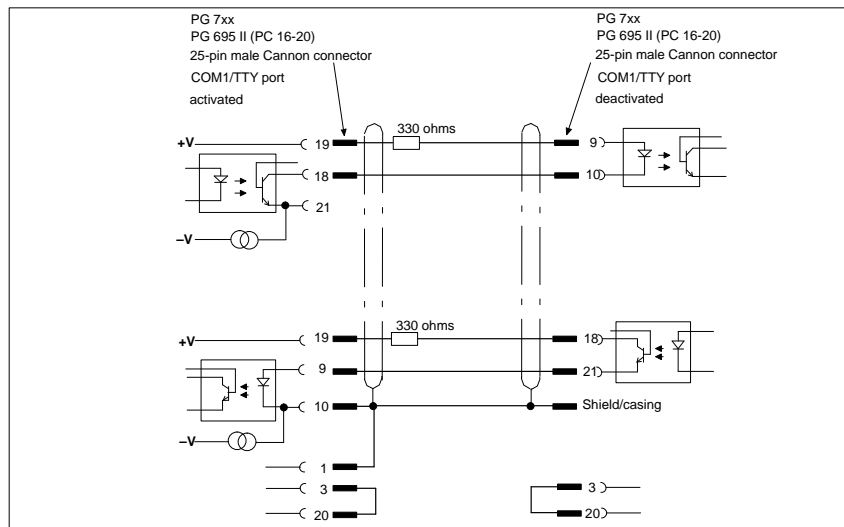 PG 7xx
PG 695 II (PC 16-20)
25-pin male Cannon connector
COM1/TTY port
activated
PG 7xx
PG 695 II (PC 16-20)
25-pin male Cannon connector
COM1/TTY port
deactivated
+V
19
330 ohms
9
18
10
21
–V
+V
19
330 ohms
18
9
21
10
Shield/casing
–V
1
3
3
20
20